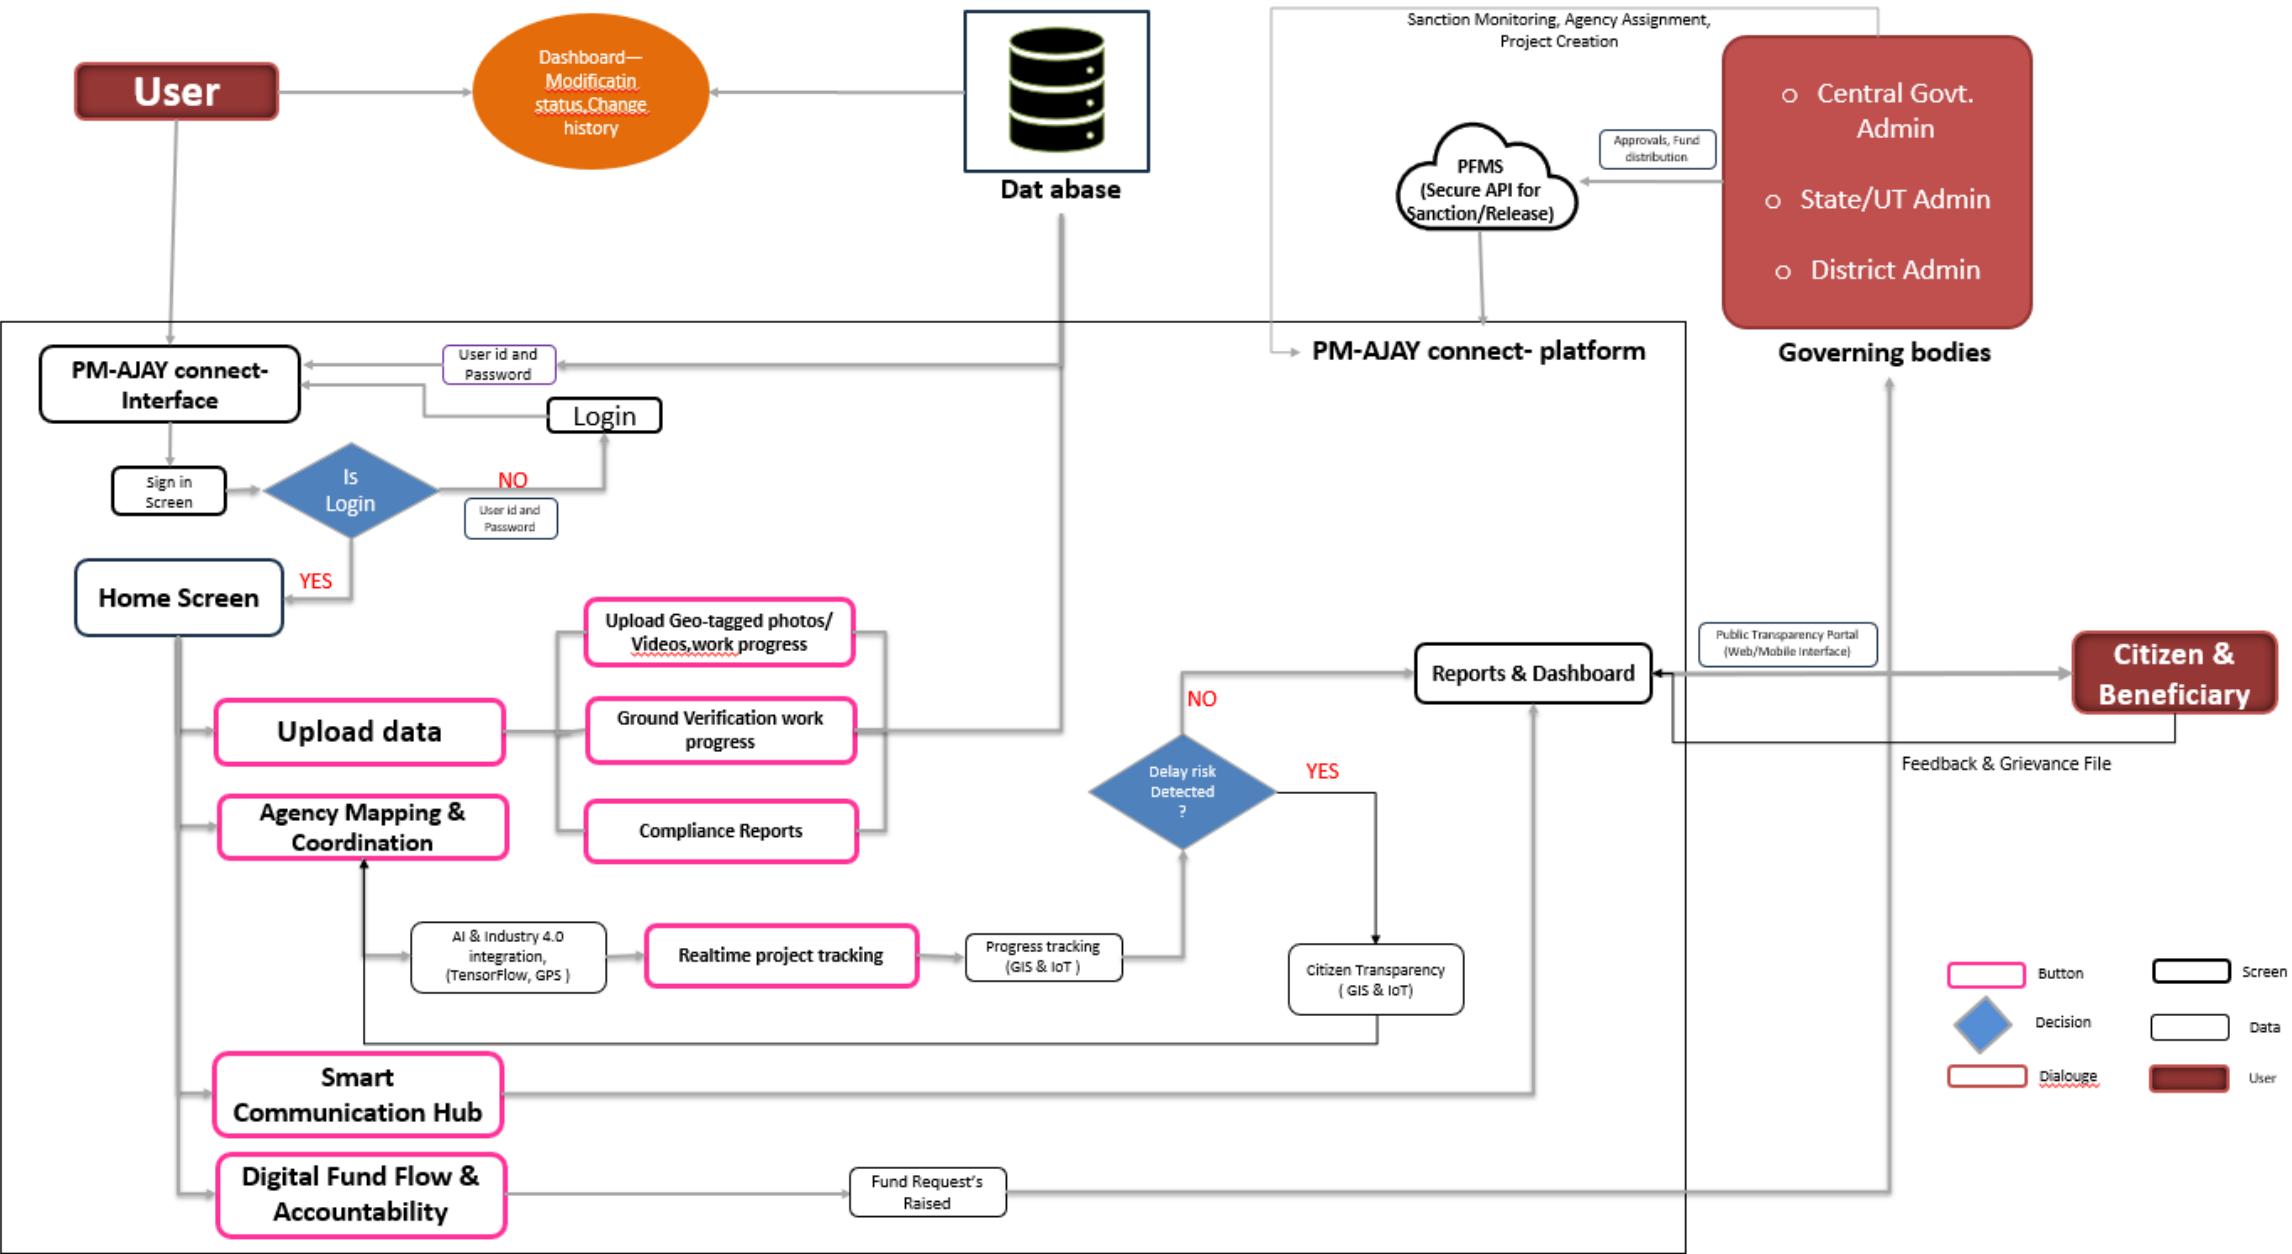 Sanction Monitoring, Agency Assignment,
Project Creation
User
Dashboard—
Modificatin
status,Change
history
Dat abase
PFMS
(Secure API for
Sanction/Release)
Approvals, Fund
distribution
Central Govt.
Admin
State/UT Admin
District Admin
Governing bodies
PM-AJAY connect- platform
PM-AJAY connect-
Interface
User id and
Password
Login
Sign in
Screen
Is
Login
NO
User id and
Password
YES
Home Screen
Upload data
Upload Geo-tagged photos/
Videos,work progress
Ground Verification work
progress
Compliance Reports
Agency Mapping &
Coordination
AI & Industry 4.0
integration,
(TensorFlow, GPS )
Realtime project tracking
Progress tracking
(GIS & IoT )
Delay risk
Detected
?
NO
YES
Citizen Transparency
( GIS & IoT)
Reports & Dashboard
Public Transparency Portal
(Web/Mobile Interface)
Citizen &
Beneficiary
Feedback & Grievance File
Smart
Communication Hub
Digital Fund Flow &
Accountability
Fund Request's
Raised
Button
Screen
Decision
Data
Dialouge
User